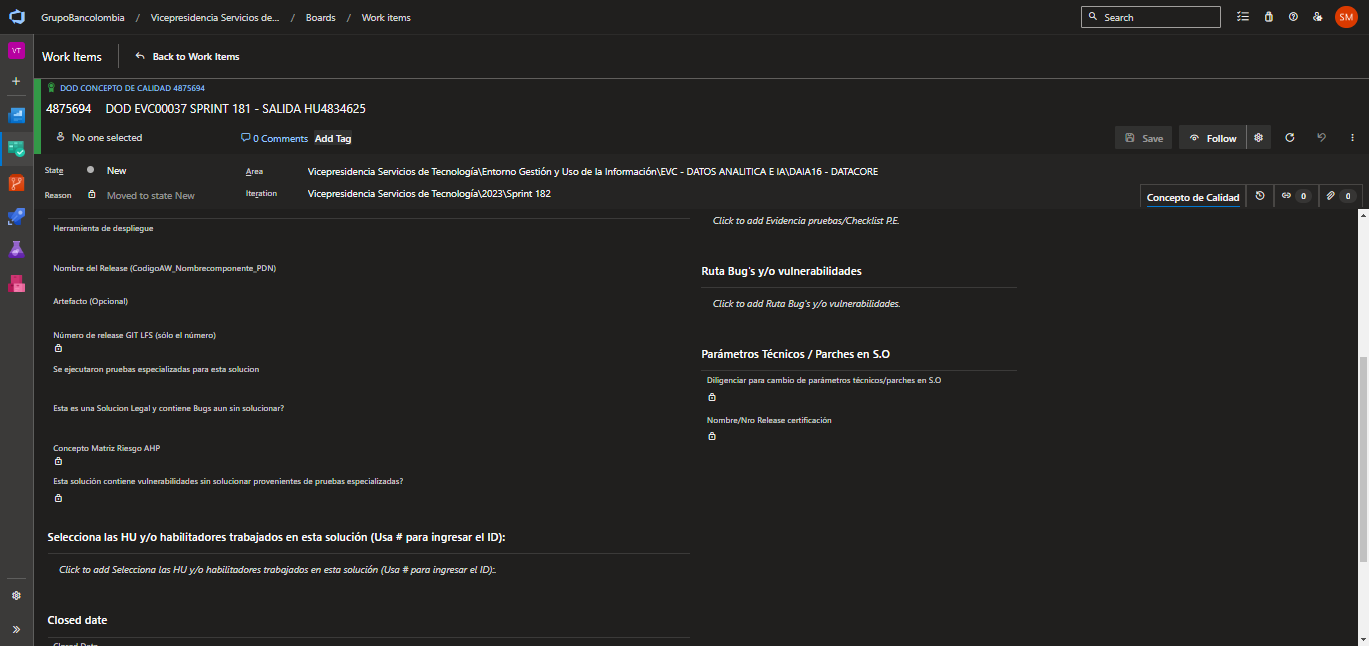 GrupoBancolombia / Vicepresidencia Servicios de... / Boards / Work items
Search
SM
VT
Work Items
Back to Work Items
DOD CONCEPTO DE CALIDAD 4875694
4875694 DOD EVC00037 SPRINT 181 - SALIDA HU4834625
No one selected
0 Comments
Add Tag
Save
Follow
State
New
Area
Vicepresidencia Servicios de Tecnología\Entorno Gestión y Uso de la Información\EVC - DATOS ANALITICA E IA\DAIA16 - DATACORE
Reason
Moved to state New
Iteration
Vicepresidencia Servicios de Tecnología\2023\Sprint 182
Concepto de Calidad
0
0
Herramienta de despliegue
Nombre del Release (CodigoAW_Nombrecomponente_PDN)
Artefacto (Opcional)
Número de release GIT LFS (sólo el número)
Se ejecutaron pruebas especializadas para esta solucion
Esta es una Solucion Legal y contiene Bugs aun sin solucionar?
Concepto Matriz Riesgo AHP
Esta solución contiene vulnerabilidades sin solucionar provenientes de pruebas especializadas?
Selecciona las HU y/o habilitadores trabajados en esta solución (Usa # para ingresar el ID):
Click to add Selecciona las HU y/o habilitadores trabajados en esta solución (Usa # para ingresar el ID):.
Closed date
Closed Date
Click to add Evidencia pruebas/Checklist P.E.
Ruta Bug's y/o vulnerabilidades
Click to add Ruta Bug's y/o vulnerabilidades.
Parámetros Técnicos / Parches en S.O
Diligenciar para cambio de parámetros técnicos/parches en S.O
Nombre/Nro Release certificación